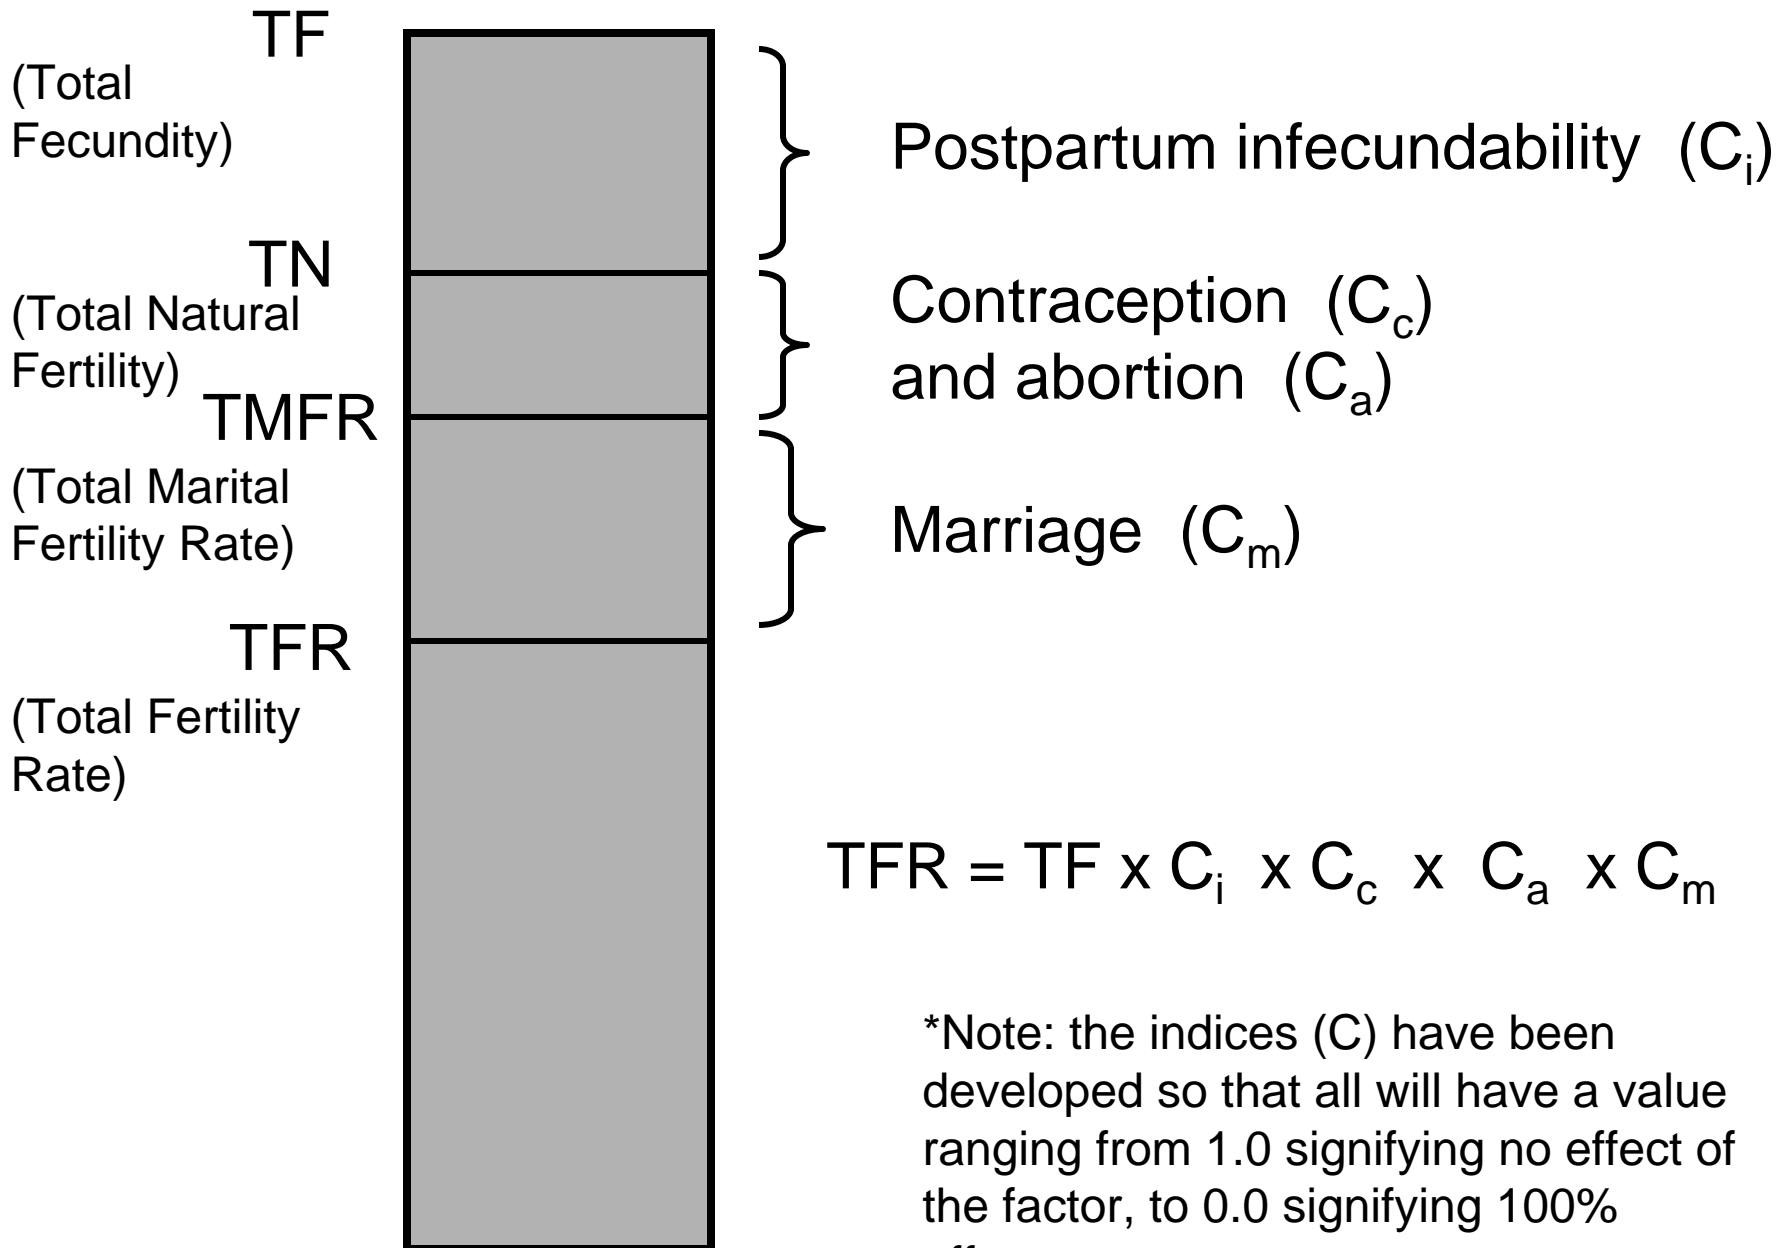 TF
(Total
Fecundity)
Postpartum infecundability (Ci)
TN
(Total Natural
Fertility)
Contraception (Cc)
and abortion (Ca)
TMFR
(Total Marital
Fertility Rate)
Marriage (Cm)
TFR
(Total Fertility
Rate)
TFR = TF x Ci x Cc x Ca x Cm
*Note: the indices (C) have been
developed so that all will have a value
ranging from 1.0 signifying no effect of
the factor, to 0.0 signifying 100%